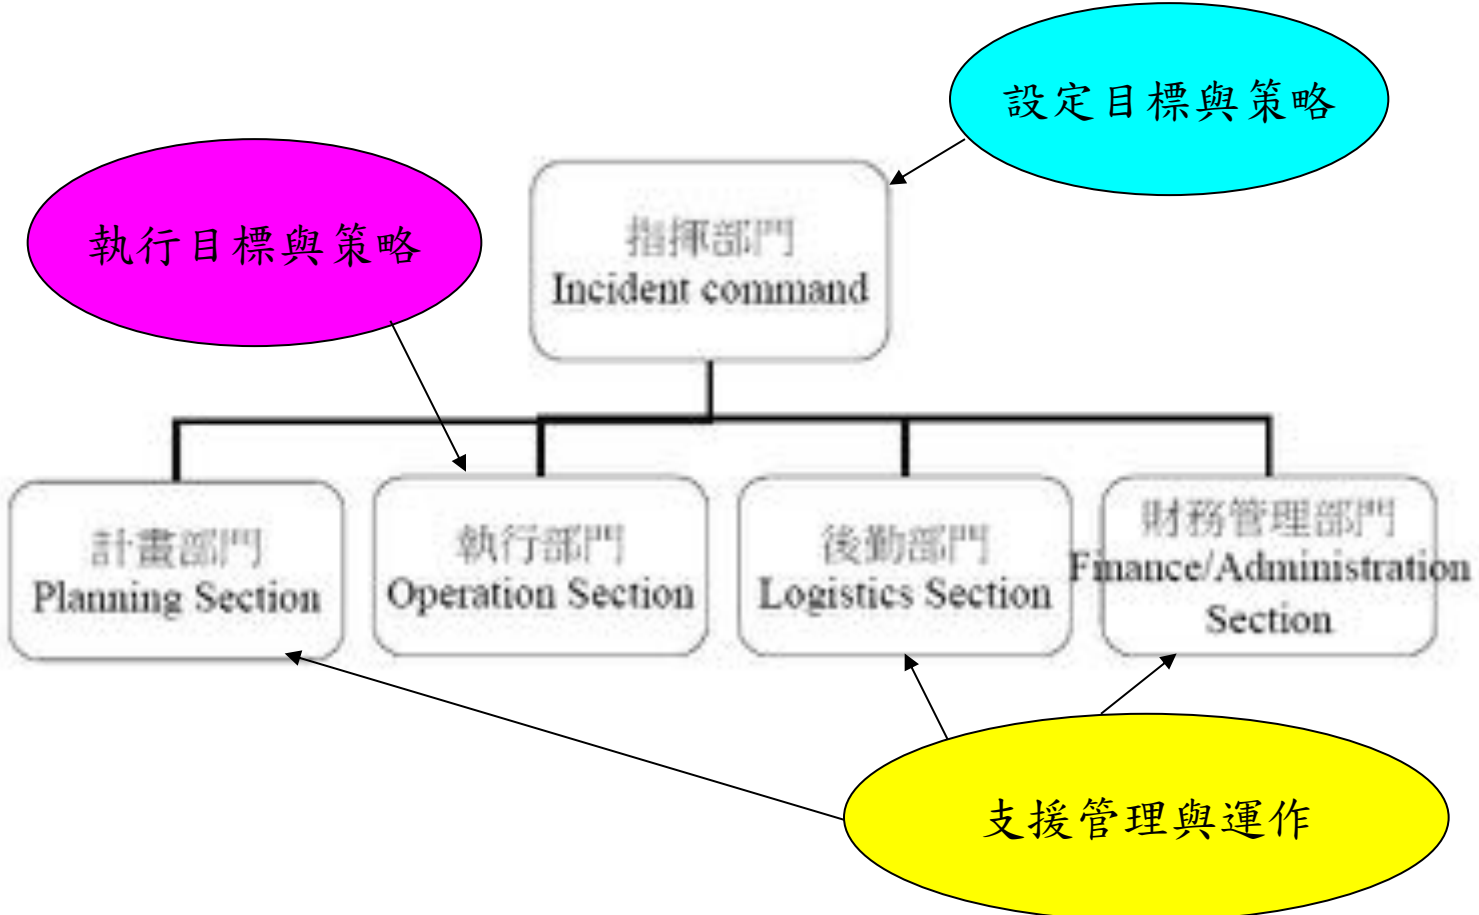 設定目標與策略
執行目標與策略
指揮部門
Incident command
計畫部門
Planning Section
執行部門
Operation Section
後勤部門
Logistics Section
財務管理部門
Finance/Administration
Section
支援管理與運作